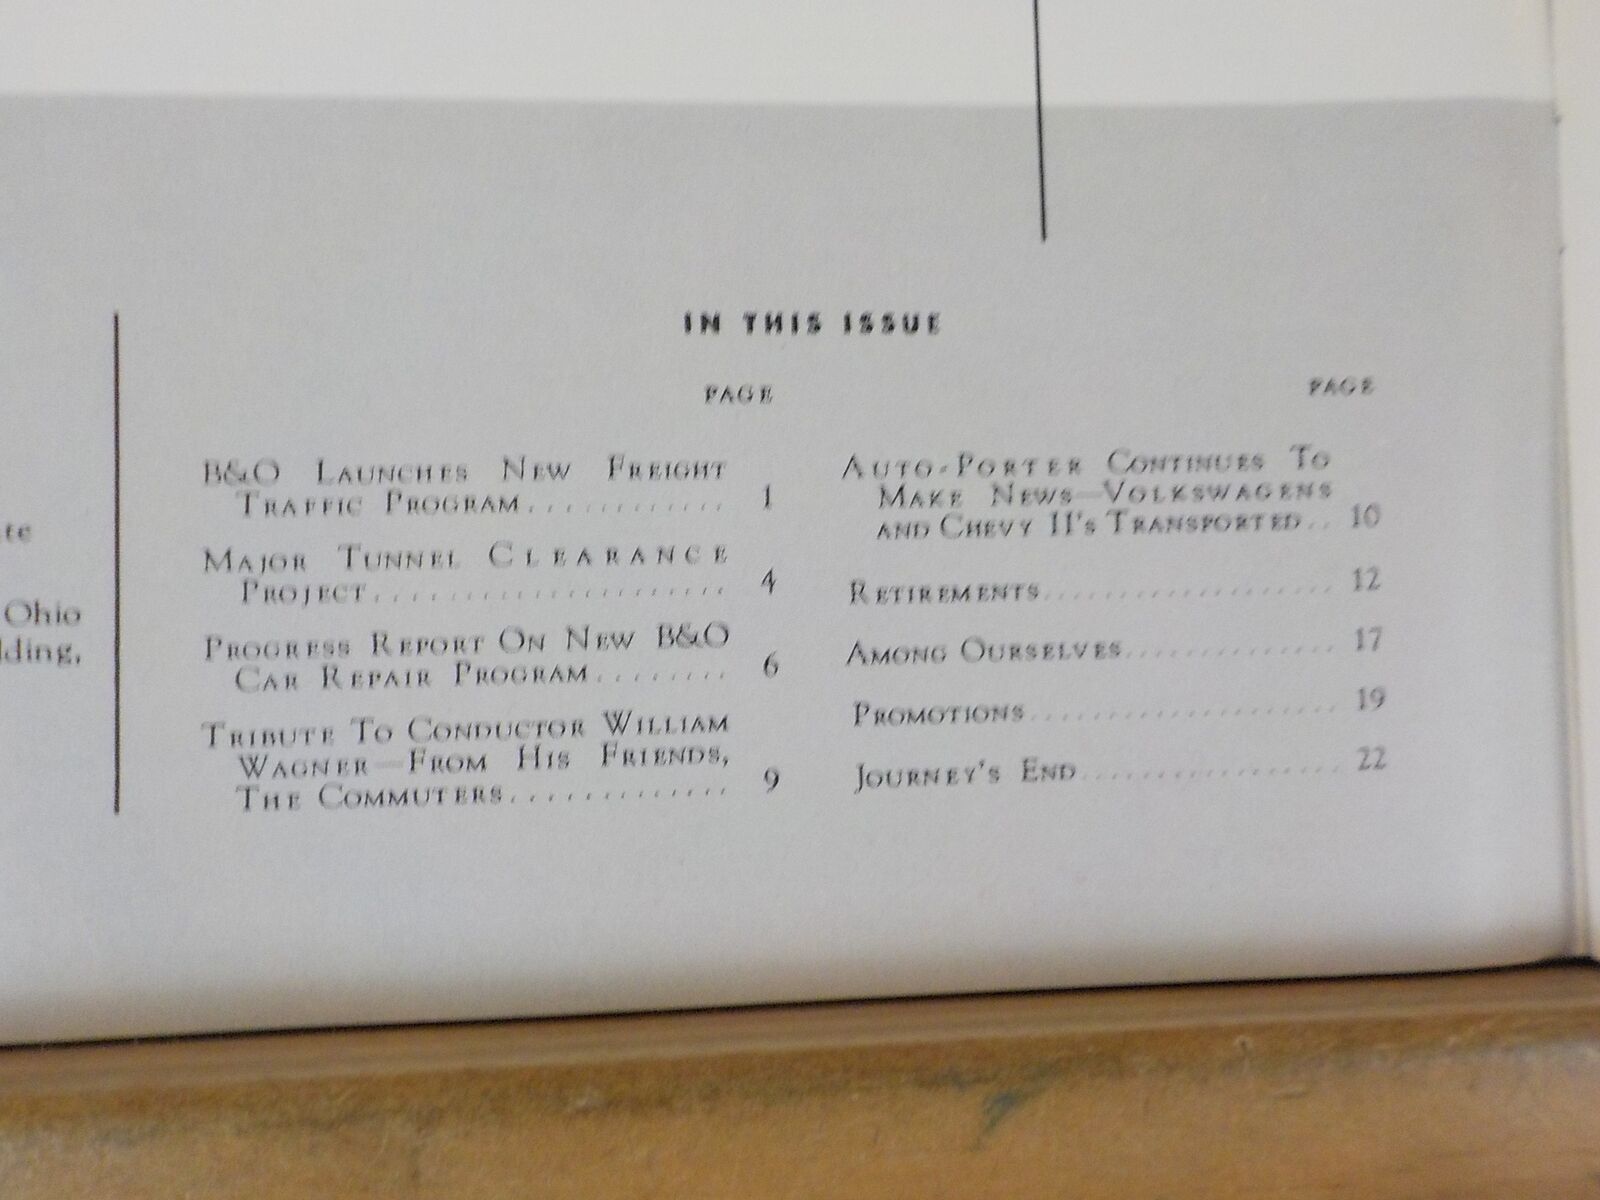 te
Ohio
lding,
IN THIS ISSUE
PAGE
B&O LAUNCHES NEW FREIGHT
TRAFFIC PROGRAM............. 1
MAJOR TUNNEL CLEARANCE
PROJECT...................... 4
PROGRESS REPORT ON NEW B&O
CAR REPAIR PROGRAM......... 6
TRIBUTE TO CONDUCTOR WILLIAM
WAGNER—FROM HIS FRIENDS,
THE COMMUTERS.............. 9
PAGE
AUTO-PORTER CONTINUES TO
MAKE NEWS—VOLKSWAGENS
AND CHEVY II'S TRANSPORTED.. 10
RETIREMENTS.................... 12
AMONG OURSELVES............... 17
PROMOTIONS..................... 19
JOURNEY'S END................. 22